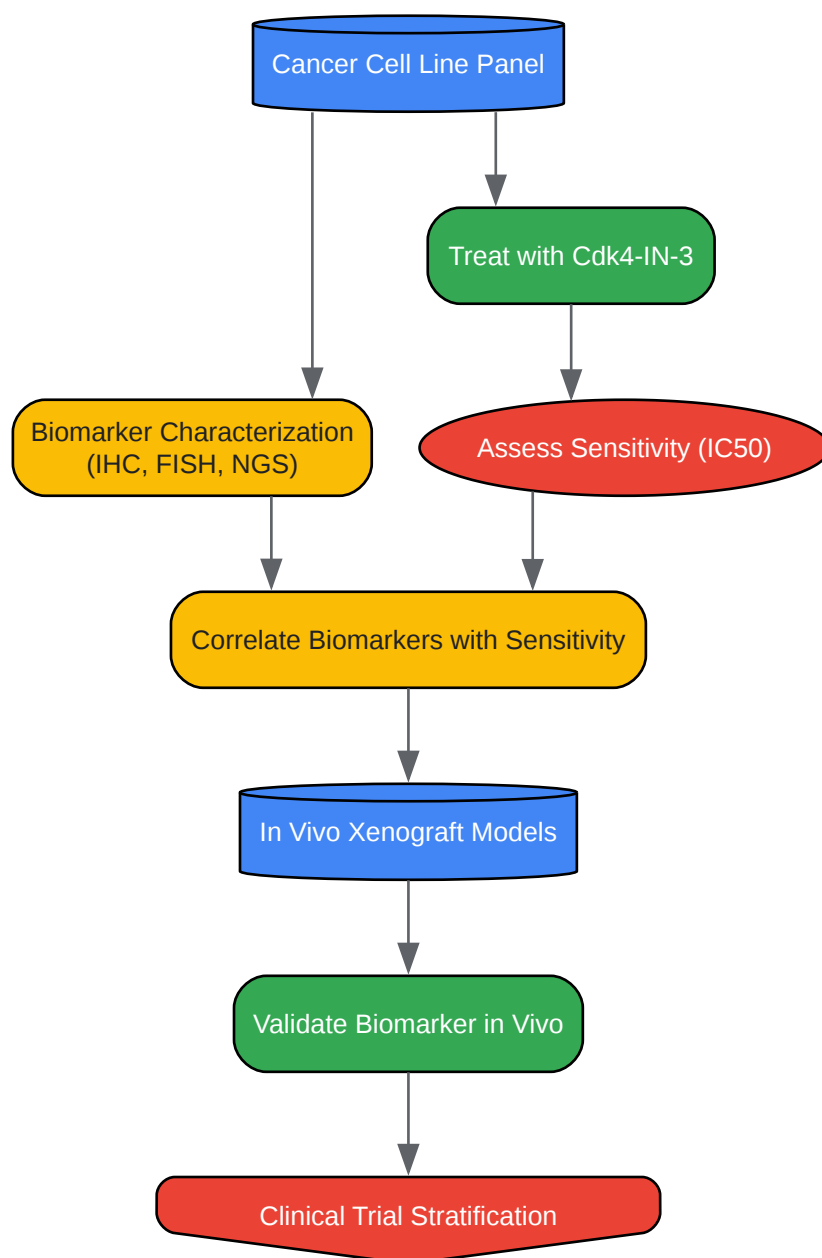 Cancer Cell Line Panel
Treat with Cdk4-IN-3
Biomarker Characterization
(IHC, FISH, NGS)
Assess Sensitivity (IC50)
Correlate Biomarkers with Sensitivity
In Vivo Xenograft Models
Validate Biomarker in Vivo
Clinical Trial Stratification